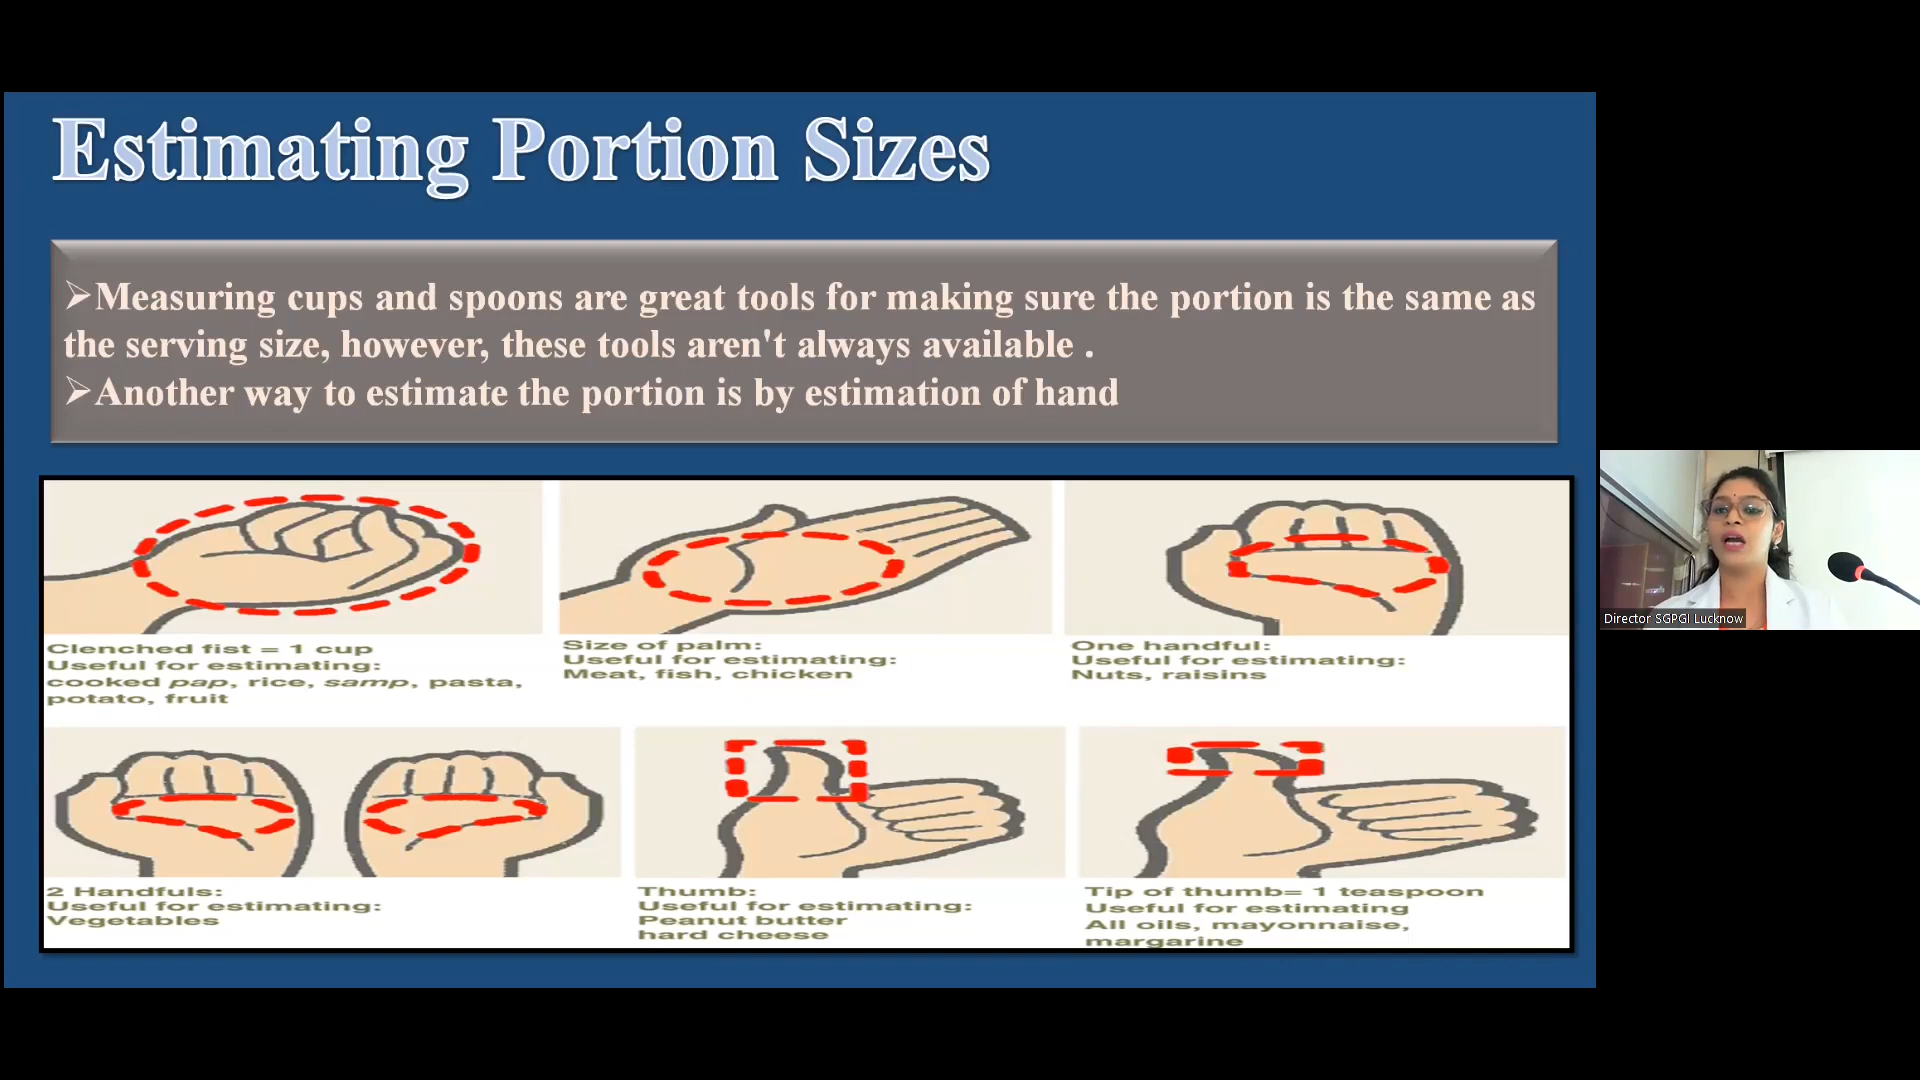 Estimating Portion Sizes
➢Measuring cups and spoons are great tools for making sure the portion is the same as
the serving size, however, these tools aren't always available .
➢Another way to estimate the portion is by estimation of hand
Clenched fist = 1 cup
Useful for estimating:
cooked pap, rice, samp, pasta,
potato, fruit
Size of palm:
Useful for estimating:
Meat, fish, chicken
One handful:
Useful for estimating:
Nuts, raisins
2 Handfuls:
Useful for estimating:
Vegetables
Thumb:
Useful for estimating:
Peanut butter
hard cheese
Tip of thumb= 1 teaspoon
Useful for estimating
All oils, mayonnaise,
margarine
Director SGPGI Lucknow